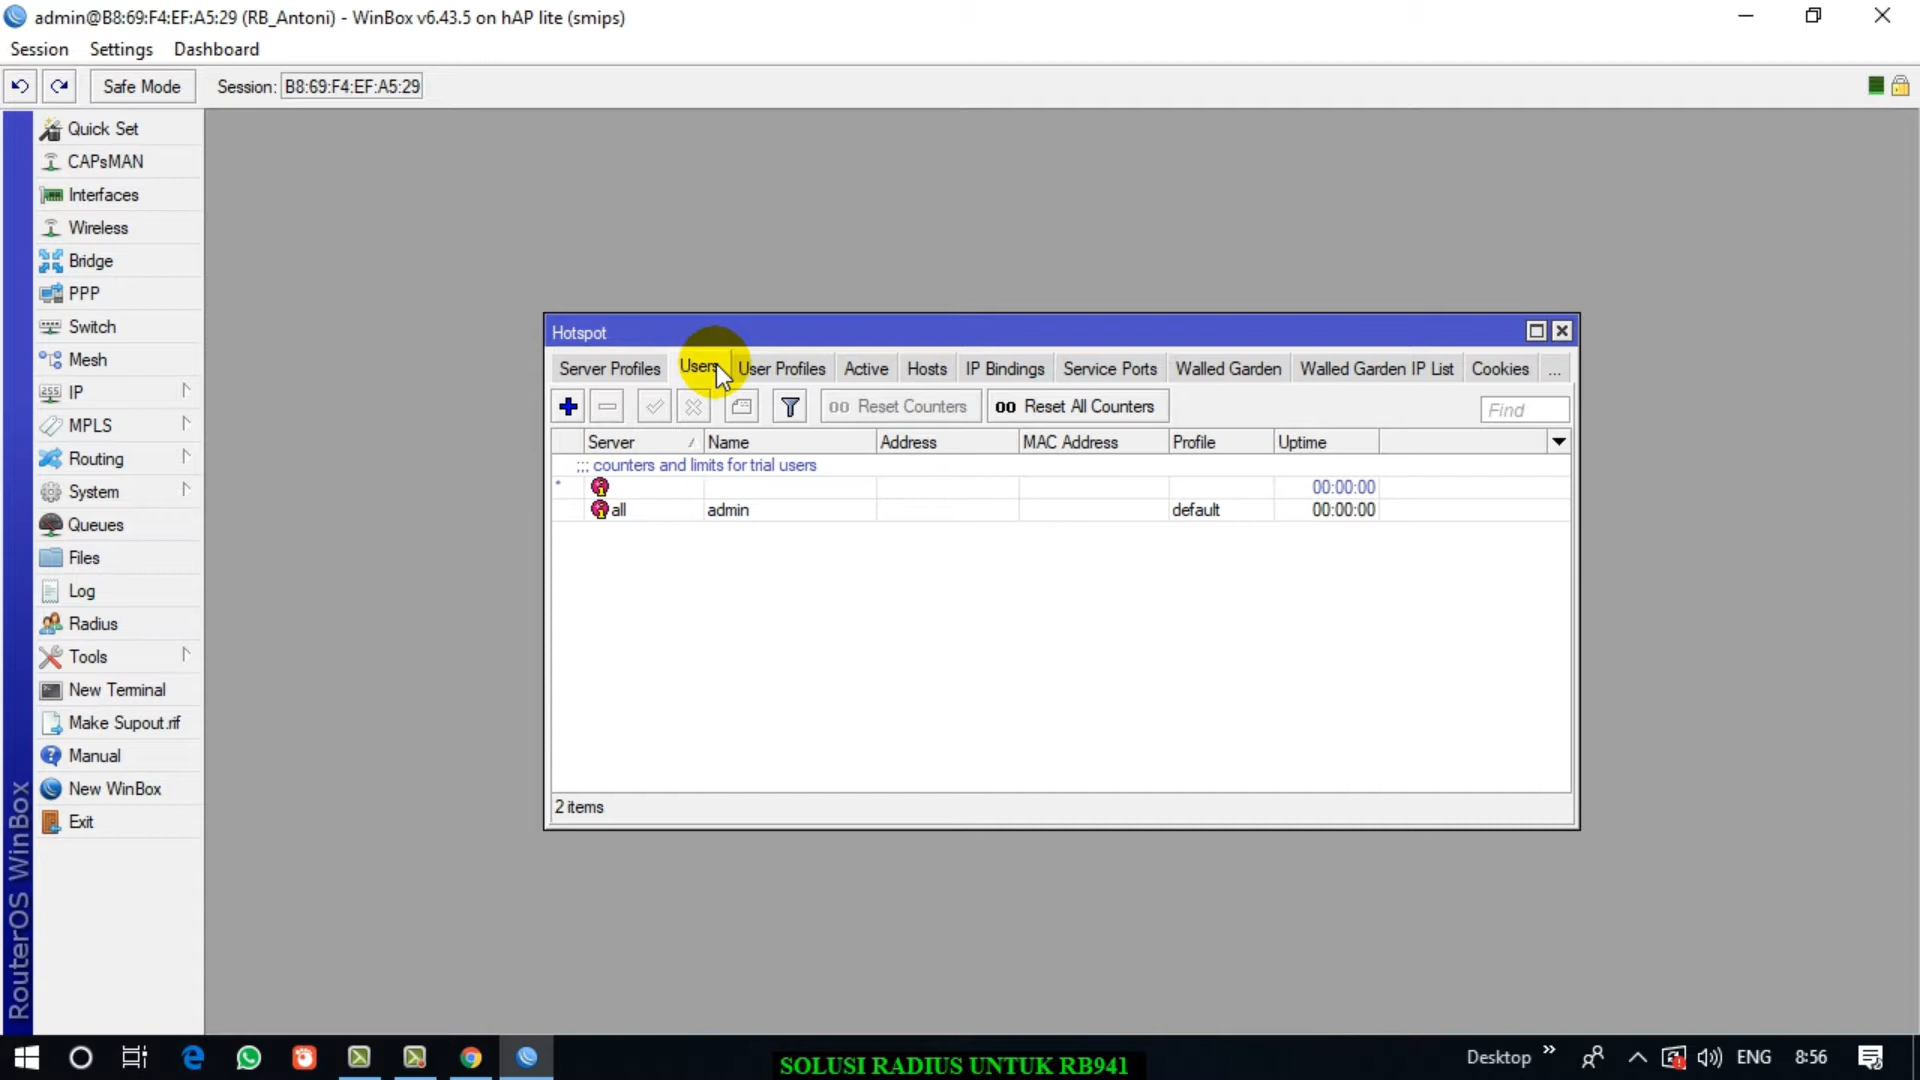 admin@B8:69:F4:EF:A5:29 (RB_Antoni) - WinBox v6.43.5 on hAP lite (smips)
Session Settings Dashboard
Safe Mode Session: B8:69:F4:EF:A5:29
Quick Set
CAPsMAN
Interfaces
Wireless
Bridge
PPP
Switch
Mesh
IP
MPLS
Routing
System
Queues
Files
Log
Radius
Tools
New Terminal
Make Supout.rif
Manual
New WinBox
Exit
RouterOS WinBox
Hotspot
Server Profiles Users User Profiles Active Hosts IP Bindings Service Ports Walled Garden Walled Garden IP List Cookies ...
00 Reset Counters 00 Reset All Counters Find
Server Name Address MAC Address Profile Uptime
;;; counters and limits for trial users
* 00:00:00
all admin default 00:00:00
2 items
SOLUSI RADIUS UNTUK RB941
Desktop » ENG 8:56